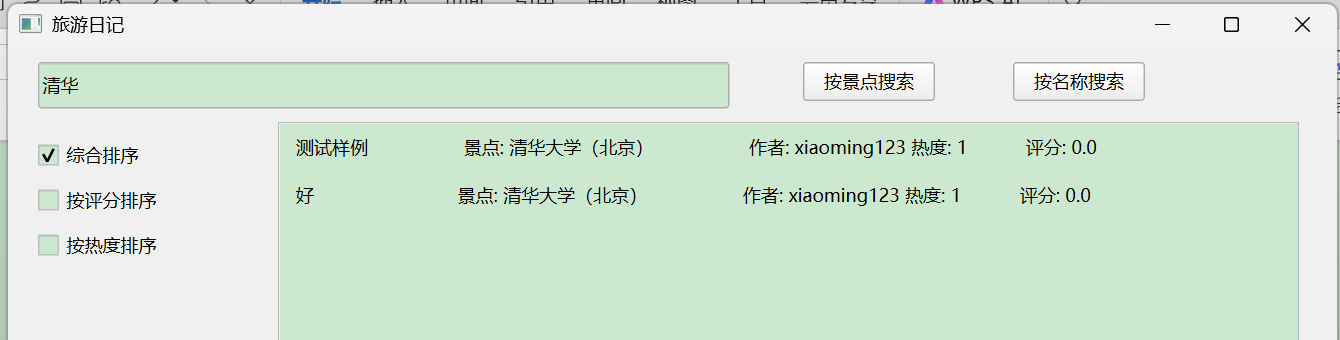 旅游日记
清华
按景点搜索
按名称搜索
综合排序
按评分排序
按热度排序
测试样例 景点: 清华大学（北京） 作者: xiaoming123 热度: 1 评分: 0.0
好 景点: 清华大学（北京） 作者: xiaoming123 热度: 1 评分: 0.0